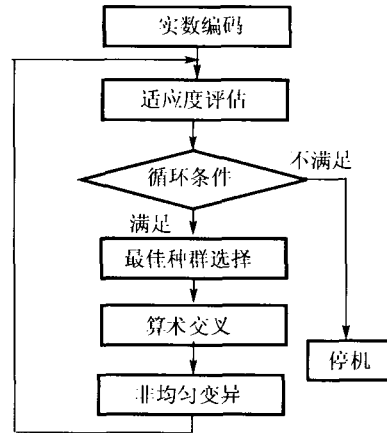 实数编码
适应度评估
循环条件
不满足
满足
最佳种群选择
算术交叉
停机
非均匀变异